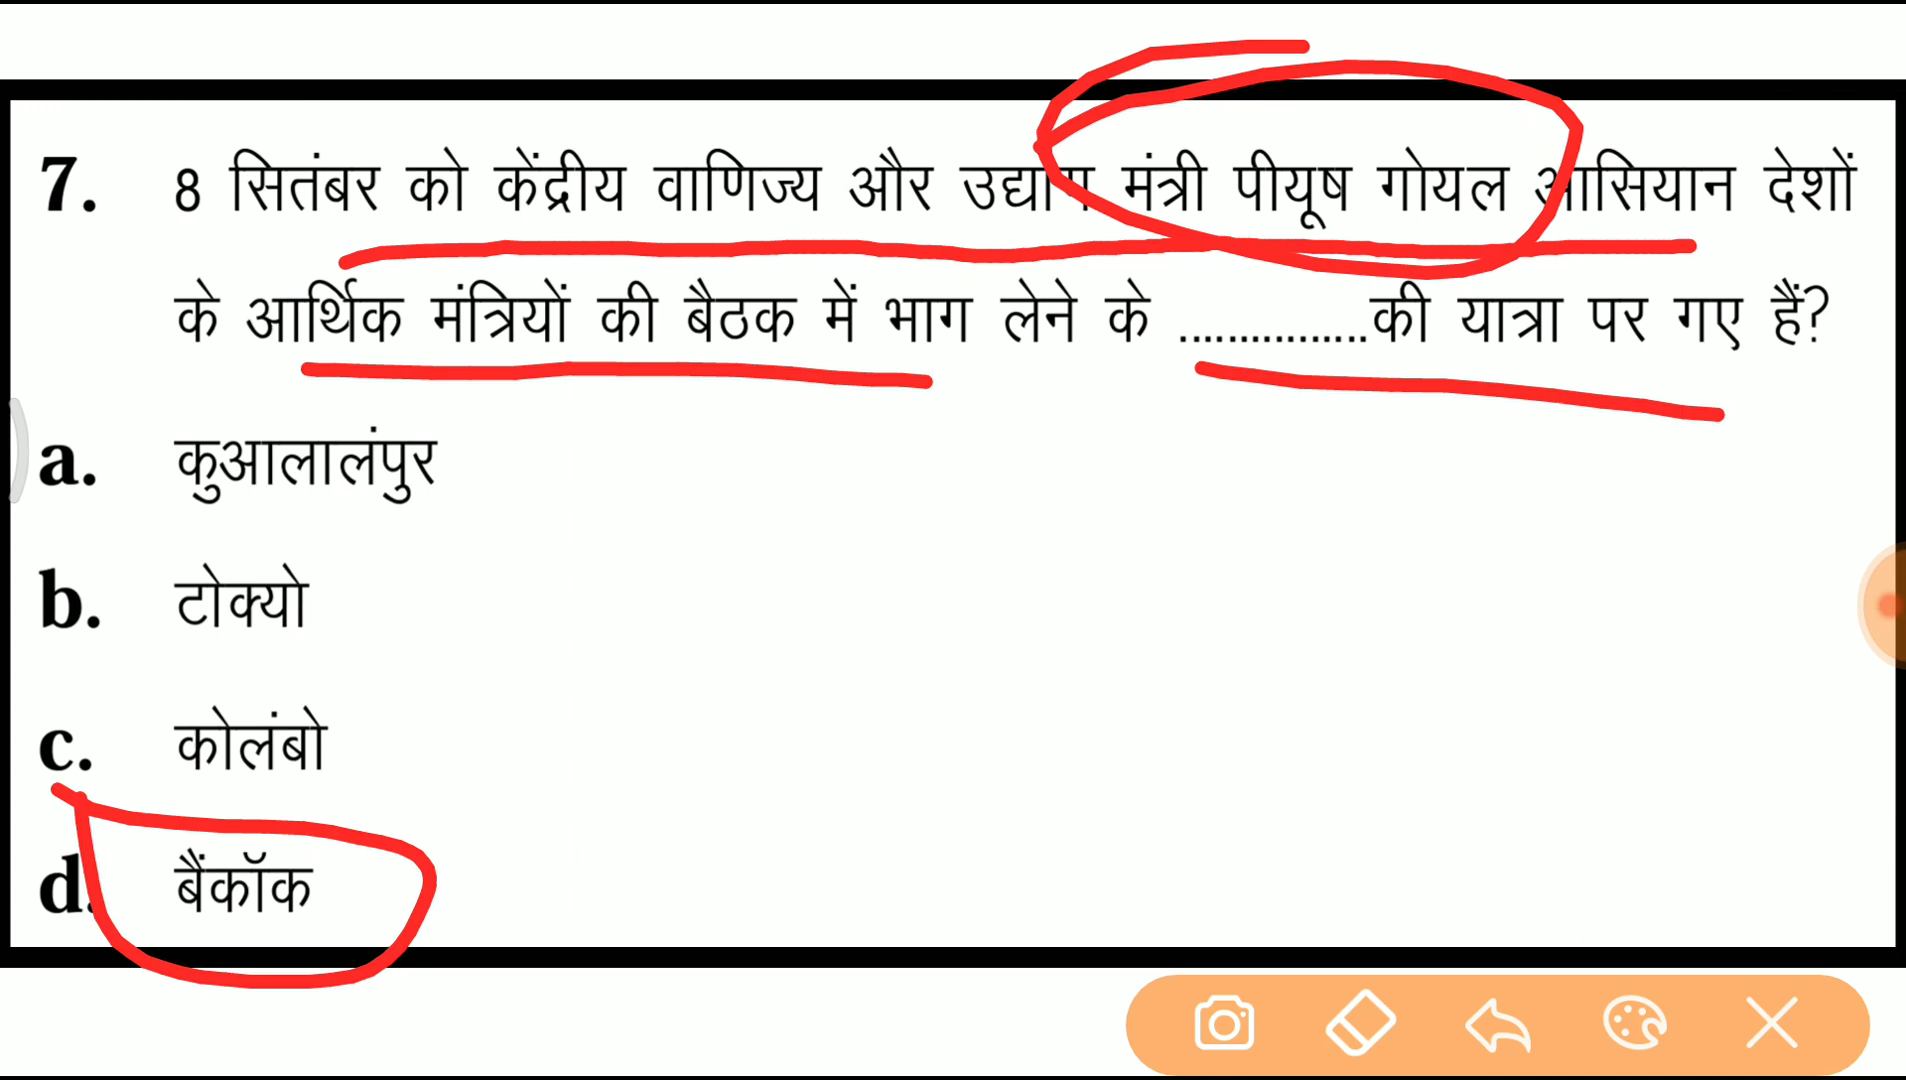 7. 8 सितंबर को केंद्रीय वाणिज्य और उद्योग मंत्री पीयूष गोयल आसियान देशों
के आर्थिक मंत्रियों की बैठक में भाग लेने के ................की यात्रा पर गए हैं?
a. कुआलालंपुर
b. टोक्यो
c. कोलंबो
d. बैंकॉक